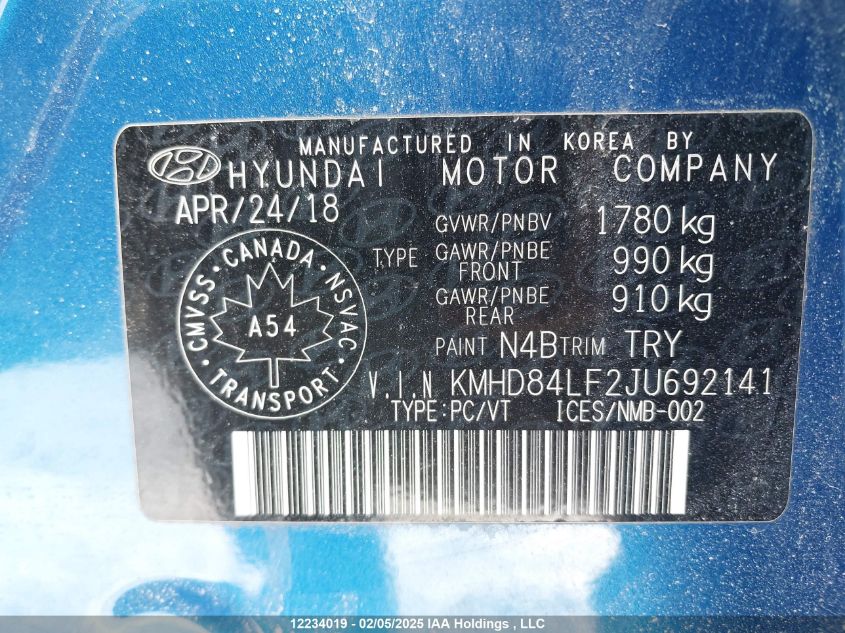 MANUFACTURED IN KOREA BY
HYUNDAI MOTOR COMPANY
APR/24/18
GVWR/PNBV 1780 kg
TYPE GAWR/PNBE FRONT 990 kg
GAWR/PNBE REAR 910 kg
CMVSS · CANADA · NSVAC · TRANSPORT ·
A54
PAINT N4B TRIM TRY
V.I.N KMHD84LF2JU692141
TYPE:PC/VT ICES/NMB-002
12234019 - 02/05/2025 IAA Holdings , LLC